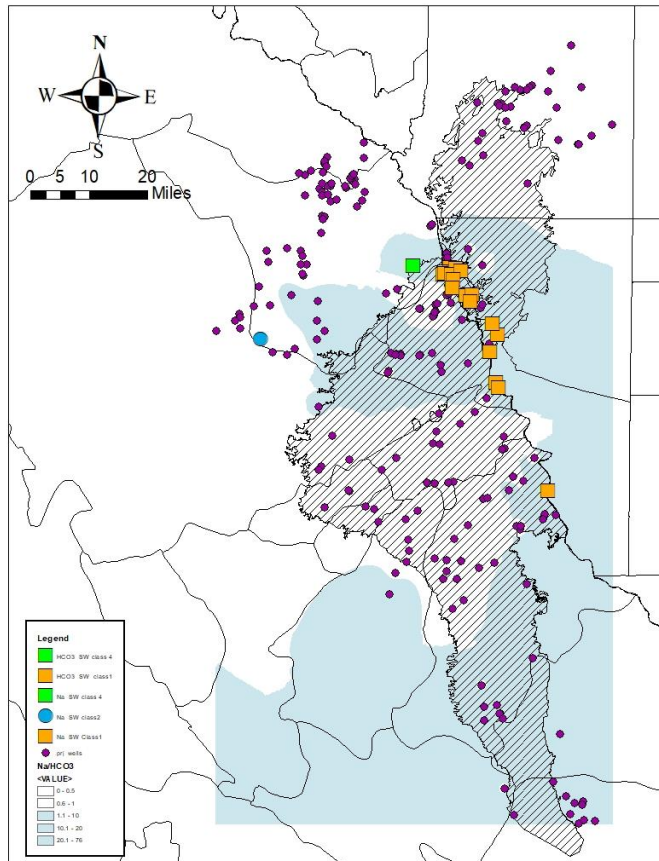 N
W E
S
0 5 10 20
Miles
Legend
HCO3 SW class 4
HCO3 SW class1
Na SW class 4
Na SW class2
Na SW Class1
prj_wells
Na/HCO3
<VALUE>
0 - 0.5
0.6 - 1
1.1 - 10
10.1 - 20
20.1 - 76